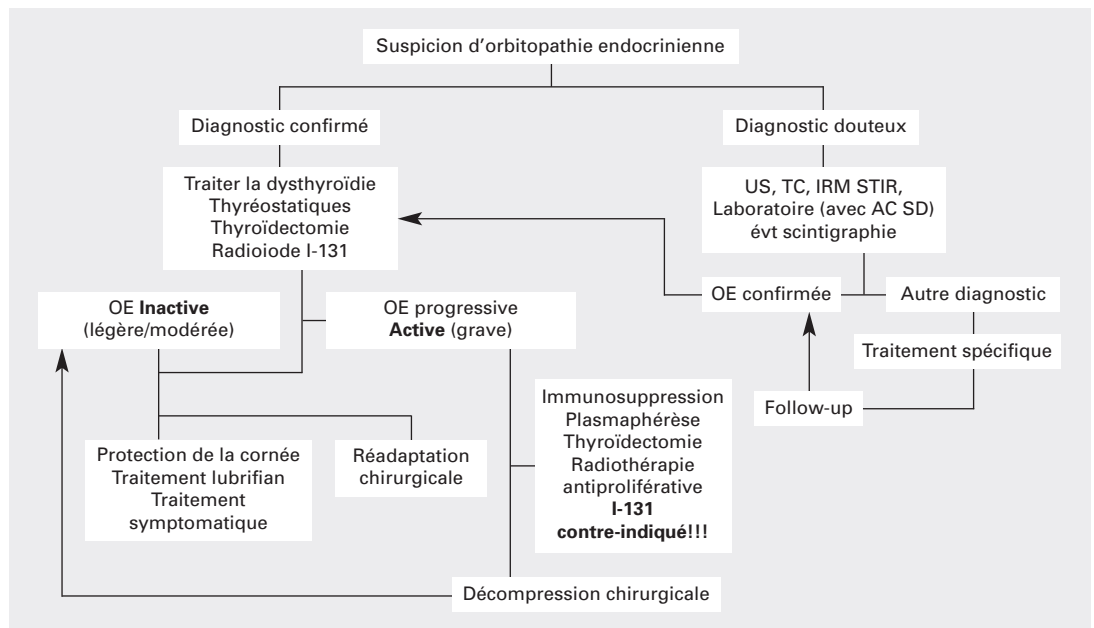 Suspicion d'orbitopathie endocrinienne
Diagnostic confirmé
Diagnostic douteux
Traiter la dysthyroïdie
Thyréostatiques
Thyroïdectomie
Radioiode I-131
US, TC, IRM STIR,
Laboratoire (avec AC SD)
évt scintigraphie
OE confirmée
Autre diagnostic
OE Inactive
(légère/modérée)
OE progressive
Active (grave)
Traitement spécifique
Follow-up
Immunosuppression
Plasmaphérèse
Thyroïdectomie
Radiothérapie
antiproliférative
I-131
contre-indiqué!!!
Protection de la cornée
Traitement lubrifian
Traitement
symptomatique
Réadaptation
chirurgicale
Décompression chirurgicale